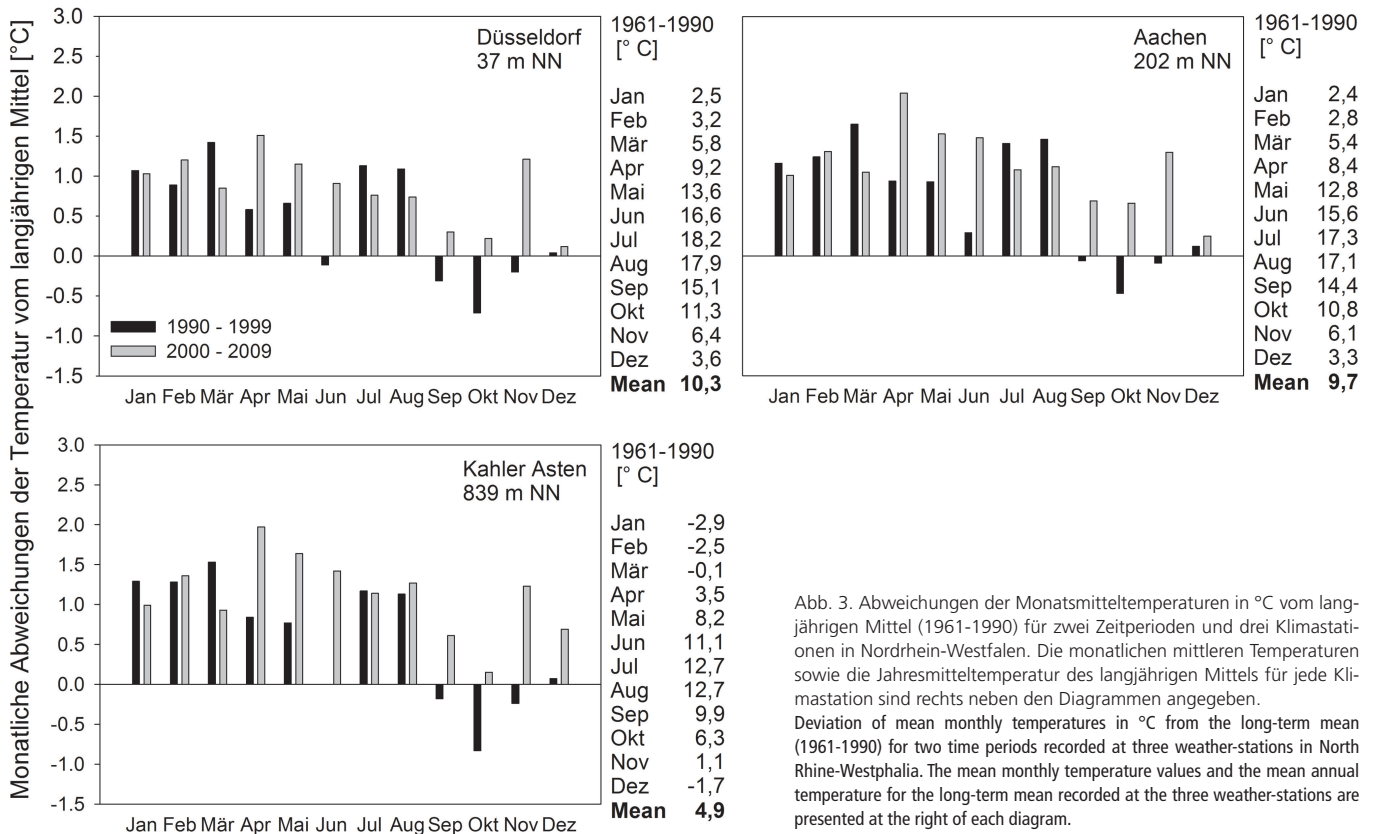 Monatliche Abweichungen der Temperatur vom langjährigen Mittel [°C]
3.0
2.5
2.0
1.5
1.0
0.5
0.0
-0.5
-1.0
-1.5
Düsseldorf
37 m NN
1990 - 1999
2000 - 2009
Jan Feb Mär Apr Mai Jun Jul Aug Sep Okt Nov Dez
1961-1990
[° C]
Jan 2,5
Feb 3,2
Mär 5,8
Apr 9,2
Mai 13,6
Jun 16,6
Jul 18,2
Aug 17,9
Sep 15,1
Okt 11,3
Nov 6,4
Dez 3,6
Mean 10,3
Aachen
202 m NN
Jan Feb Mär Apr Mai Jun Jul Aug Sep Okt Nov Dez
1961-1990
[° C]
Jan 2,4
Feb 2,8
Mär 5,4
Apr 8,4
Mai 12,8
Jun 15,6
Jul 17,3
Aug 17,1
Sep 14,4
Okt 10,8
Nov 6,1
Dez 3,3
Mean 9,7
3.0
2.5
2.0
1.5
1.0
0.5
0.0
-0.5
-1.0
-1.5
Kahler Asten
839 m NN
Jan Feb Mär Apr Mai Jun Jul Aug Sep Okt Nov Dez
1961-1990
[° C]
Jan -2,9
Feb -2,5
Mär -0,1
Apr 3,5
Mai 8,2
Jun 11,1
Jul 12,7
Aug 12,7
Sep 9,9
Okt 6,3
Nov 1,1
Dez -1,7
Mean 4,9
Abb. 3. Abweichungen der Monatsmitteltemperaturen in °C vom lang-
jährigen Mittel (1961-1990) für zwei Zeitperioden und drei Klimastati-
onen in Nordrhein-Westfalen. Die monatlichen mittleren Temperaturen
sowie die Jahresmitteltemperatur des langjährigen Mittels für jede Kli-
mastation sind rechts neben den Diagrammen angegeben.
Deviation of mean monthly temperatures in °C from the long-term mean
(1961-1990) for two time periods recorded at three weather-stations in North
Rhine-Westphalia. The mean monthly temperature values and the mean annual
temperature for the long-term mean recorded at the three weather-stations are
presented at the right of each diagram.